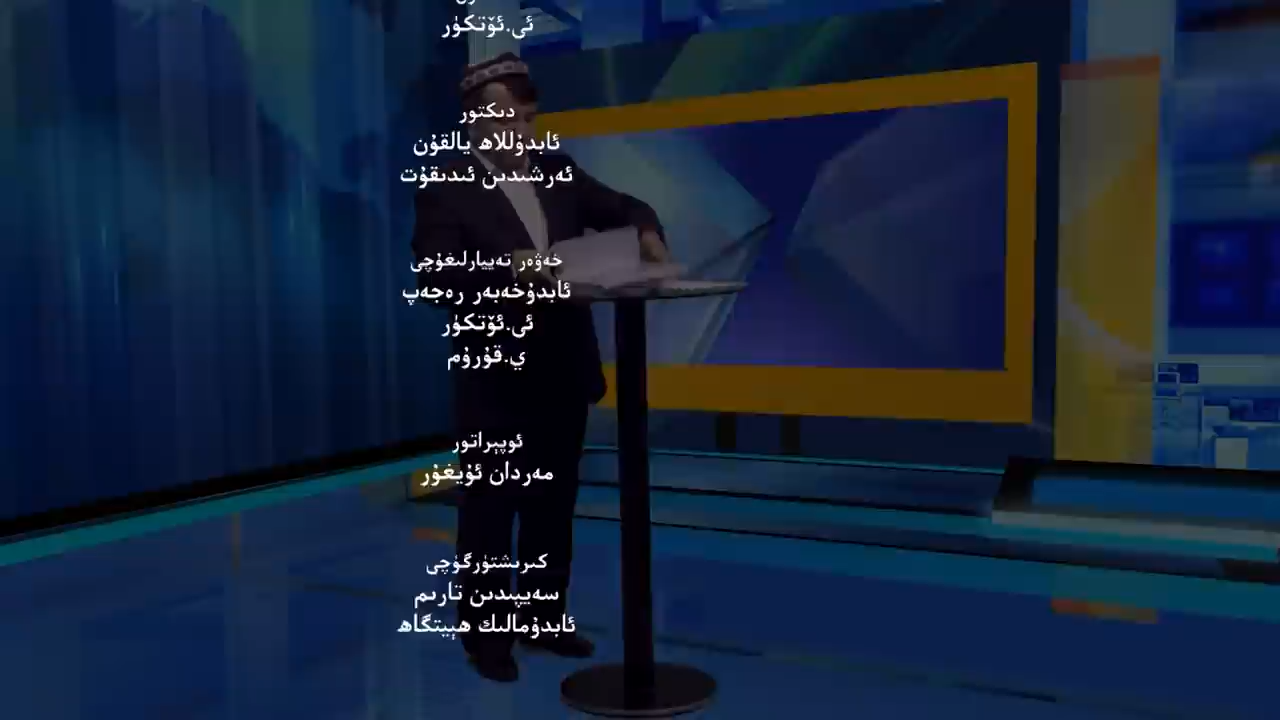 ئى.ئۆتكۈر
دىكتور
ئابدۇللاھ يالقۇن
ئەرشىدىن ئىدىقۇت
خەۋەر تەييارلىغۇچى
ئابدۇخەبەر رەجەپ
ئى.ئۆتكۈر
ي.قۇرۇم
ئوپېراتور
مەردان ئۇيغۇر
كىرىشتۈرگۈچى
سەيپىدىن تارىم
ئابدۇمالىك ھېيتگاھ